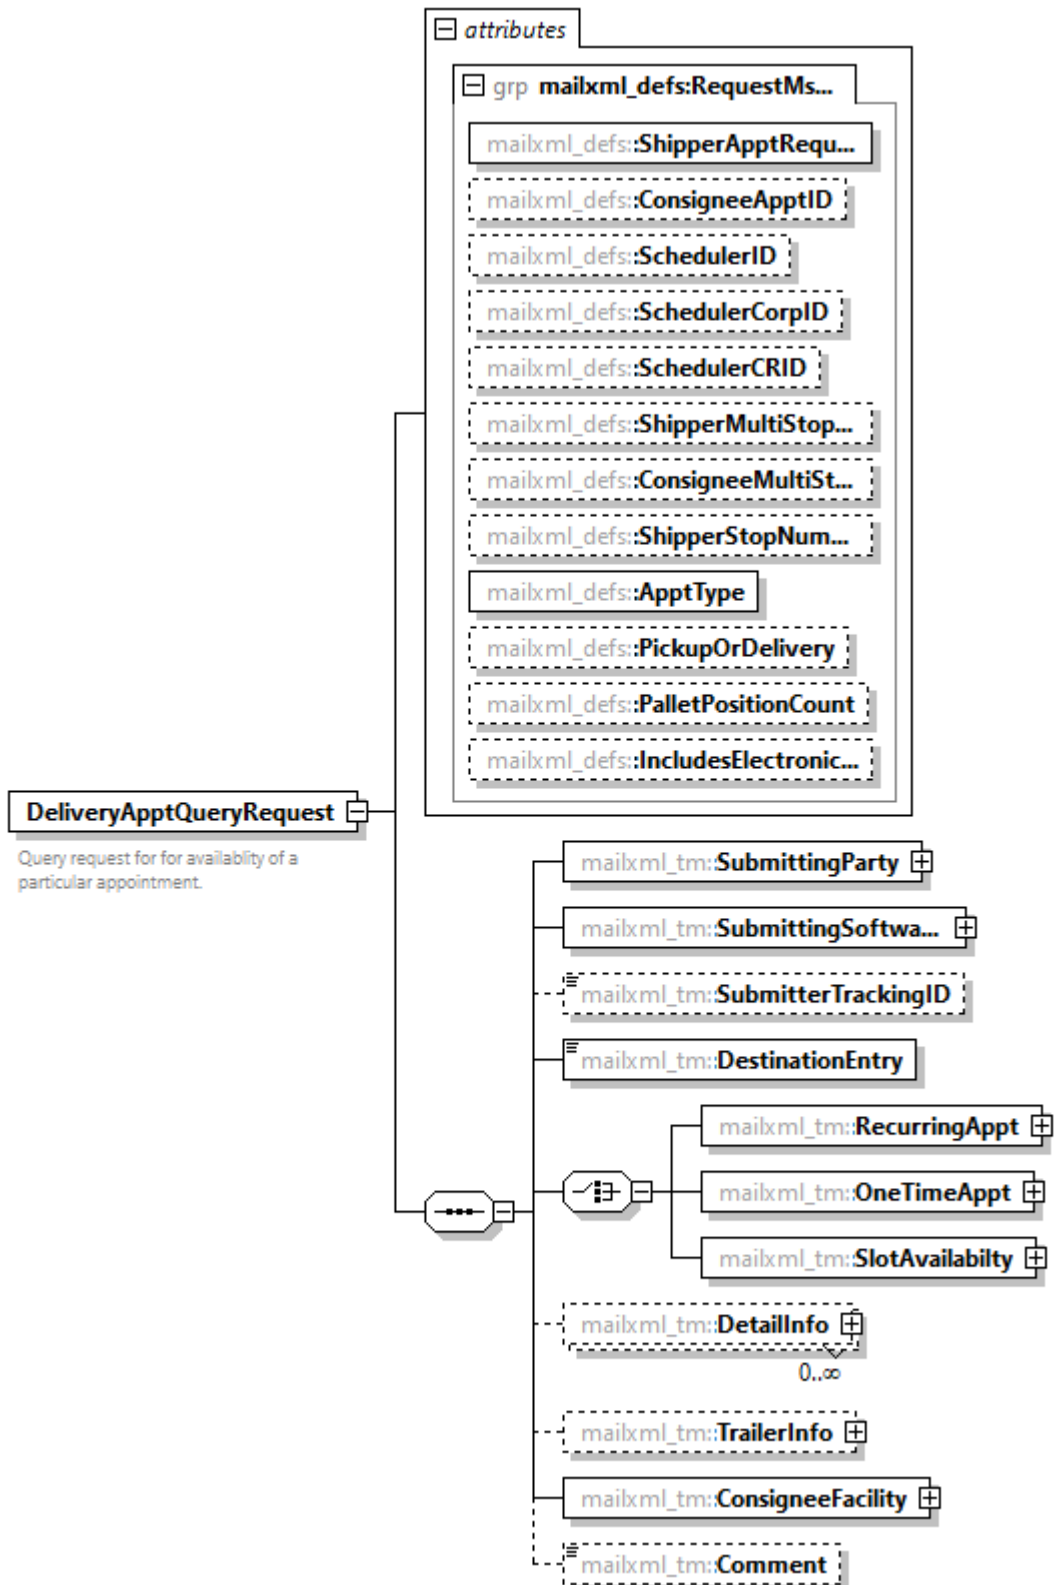 attributes
grp mailxml_defs:RequestMs...
mailxml_defs::ShipperApptRequ...
mailxml_defs::ConsigneeApptID
mailxml_defs::SchedulerID
mailxml_defs::SchedulerCorpID
mailxml_defs::SchedulerCRID
mailxml_defs::ShipperMultiStop...
mailxml_defs::ConsigneeMultiSt...
mailxml_defs::ShipperStopNum...
mailxml_defs::ApptType
mailxml_defs::PickupOrDelivery
mailxml_defs::PalletPositionCount
mailxml_defs::IncludesElectronic...
DeliveryApptQueryRequest
Query request for for availablity of a
particular appointment.
mailxml_tm::SubmittingParty
mailxml_tm::SubmittingSoftwa...
mailxml_tm::SubmitterTrackingID
mailxml_tm::DestinationEntry
mailxml_tm::RecurringAppt
mailxml_tm::OneTimeAppt
mailxml_tm::SlotAvailabilty
mailxml_tm::DetailInfo
0..∞
mailxml_tm::TrailerInfo
mailxml_tm::ConsigneeFacility
mailxml_tm::Comment